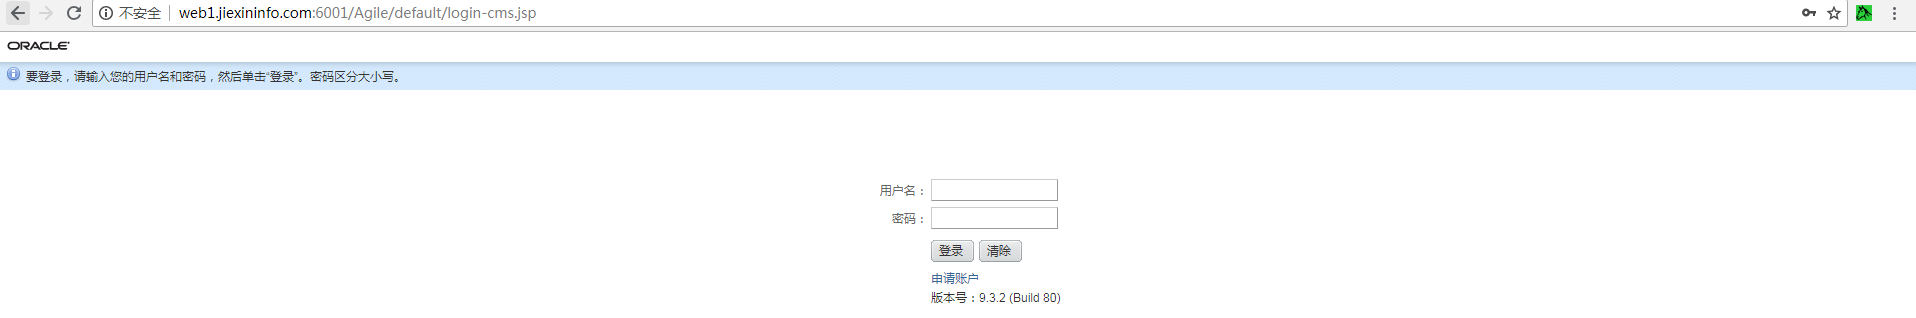 不安全 web1.jiexininfo.com:6001/Agile/default/login-cms.jsp
ORACLE
要登录，请输入您的用户名和密码，然后单击“登录”。密码区分大小写。
用户名：
密码：
登录 清除
申请账户
版本号：9.3.2 (Build 80)